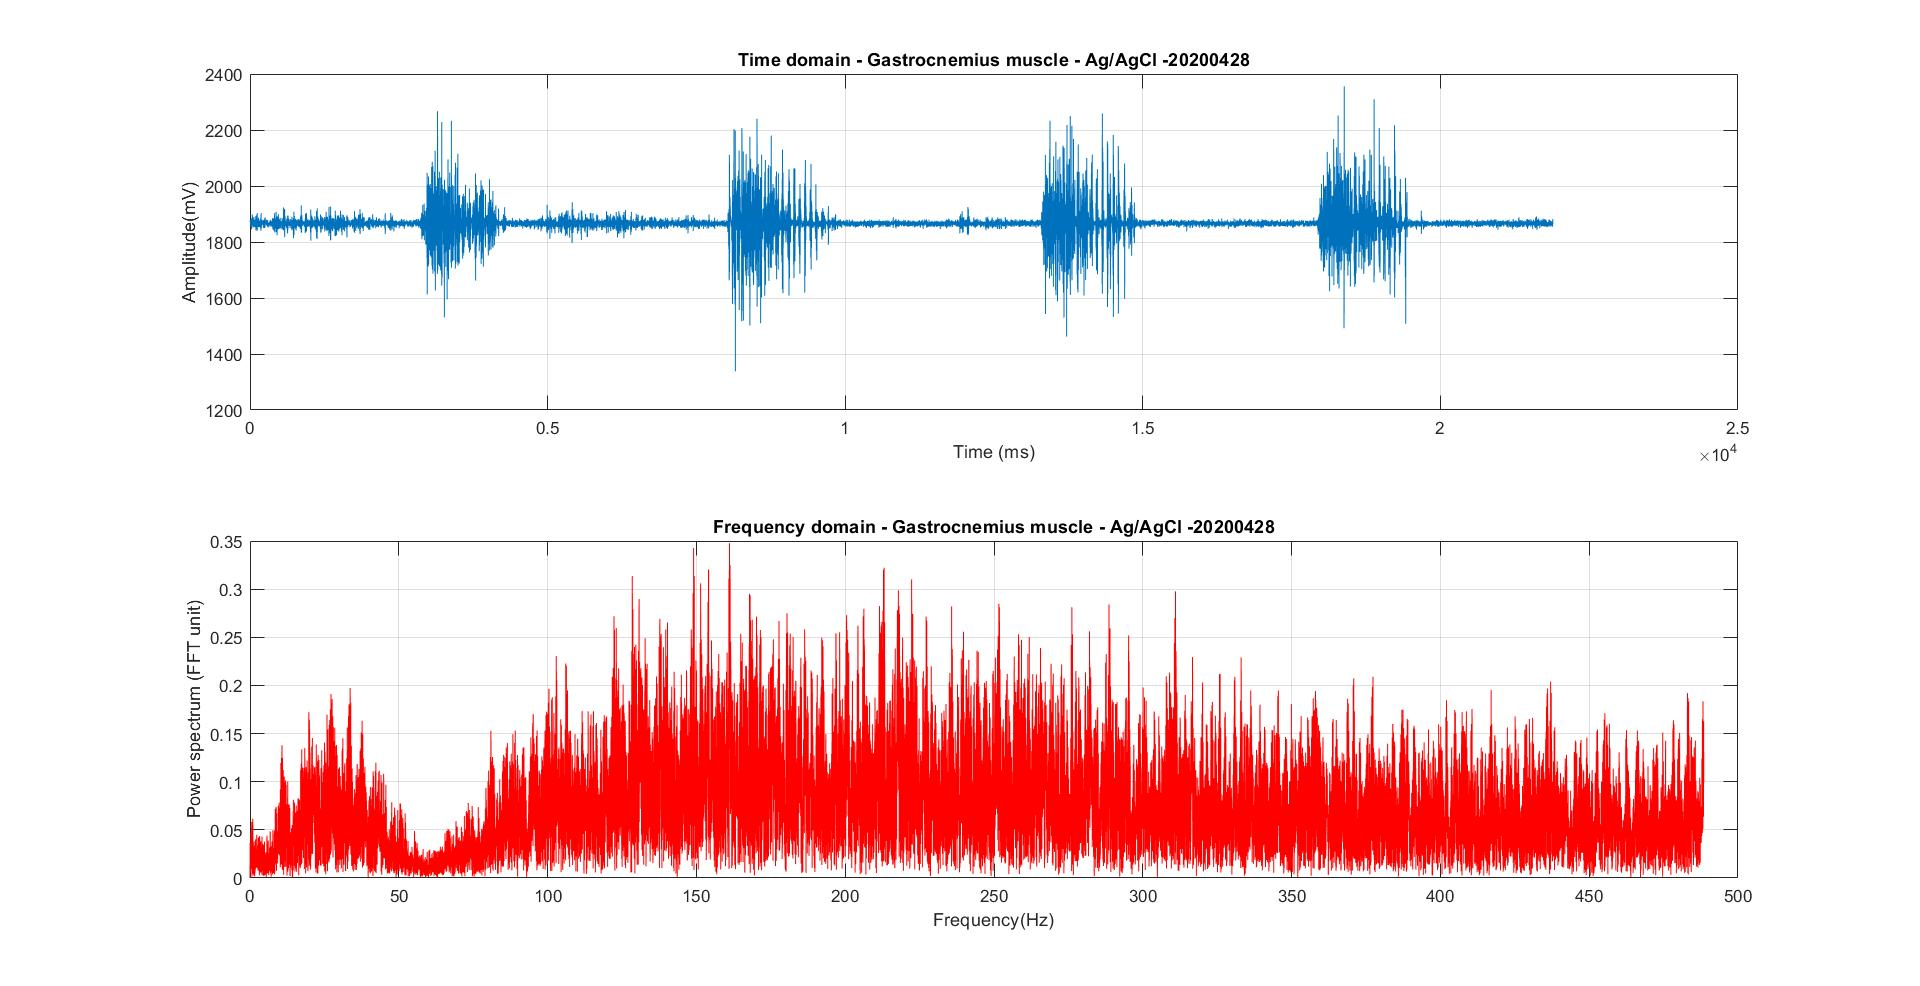 Time domain - Gastrocnemius muscle - Ag/AgCl -20200428
2400
2200
2000
1800
1600
1400
1200
Amplitude(mV)
0 0.5 1 1.5 2 2.5
Time (ms)
×10^4
Frequency domain - Gastrocnemius muscle - Ag/AgCl -20200428
0.35
0.3
0.25
0.2
0.15
0.1
0.05
0
Power spectrum (FFT unit)
0 50 100 150 200 250 300 350 400 450 500
Frequency(Hz)